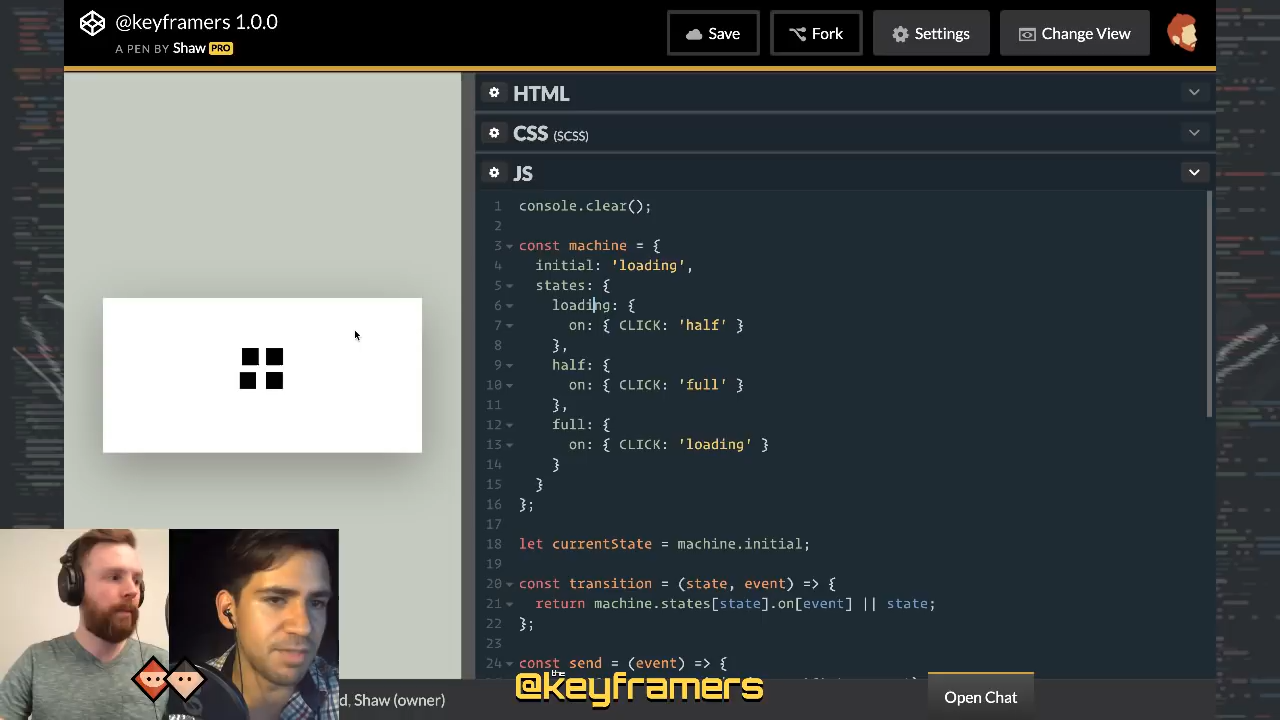 @keyframers 1.0.0
A PEN BY Shaw PRO
Save
Fork
Settings
Change View
HTML
CSS (SCSS)
JS
1 console.clear();
2
3 const machine = {
4 initial: 'loading',
5 states: {
6 loading: {
7 on: { CLICK: 'half' }
8 },
9 half: {
10 on: { CLICK: 'full' }
11 },
12 full: {
13 on: { CLICK: 'loading' }
14 }
15 }
16 };
17
18 let currentState = machine.initial;
19
20 const transition = (state, event) => {
21 return machine.states[state].on[event] || state;
22 };
23
24 const send = (event) => {
d, Shaw (owner)
the
@keyframers
Open Chat